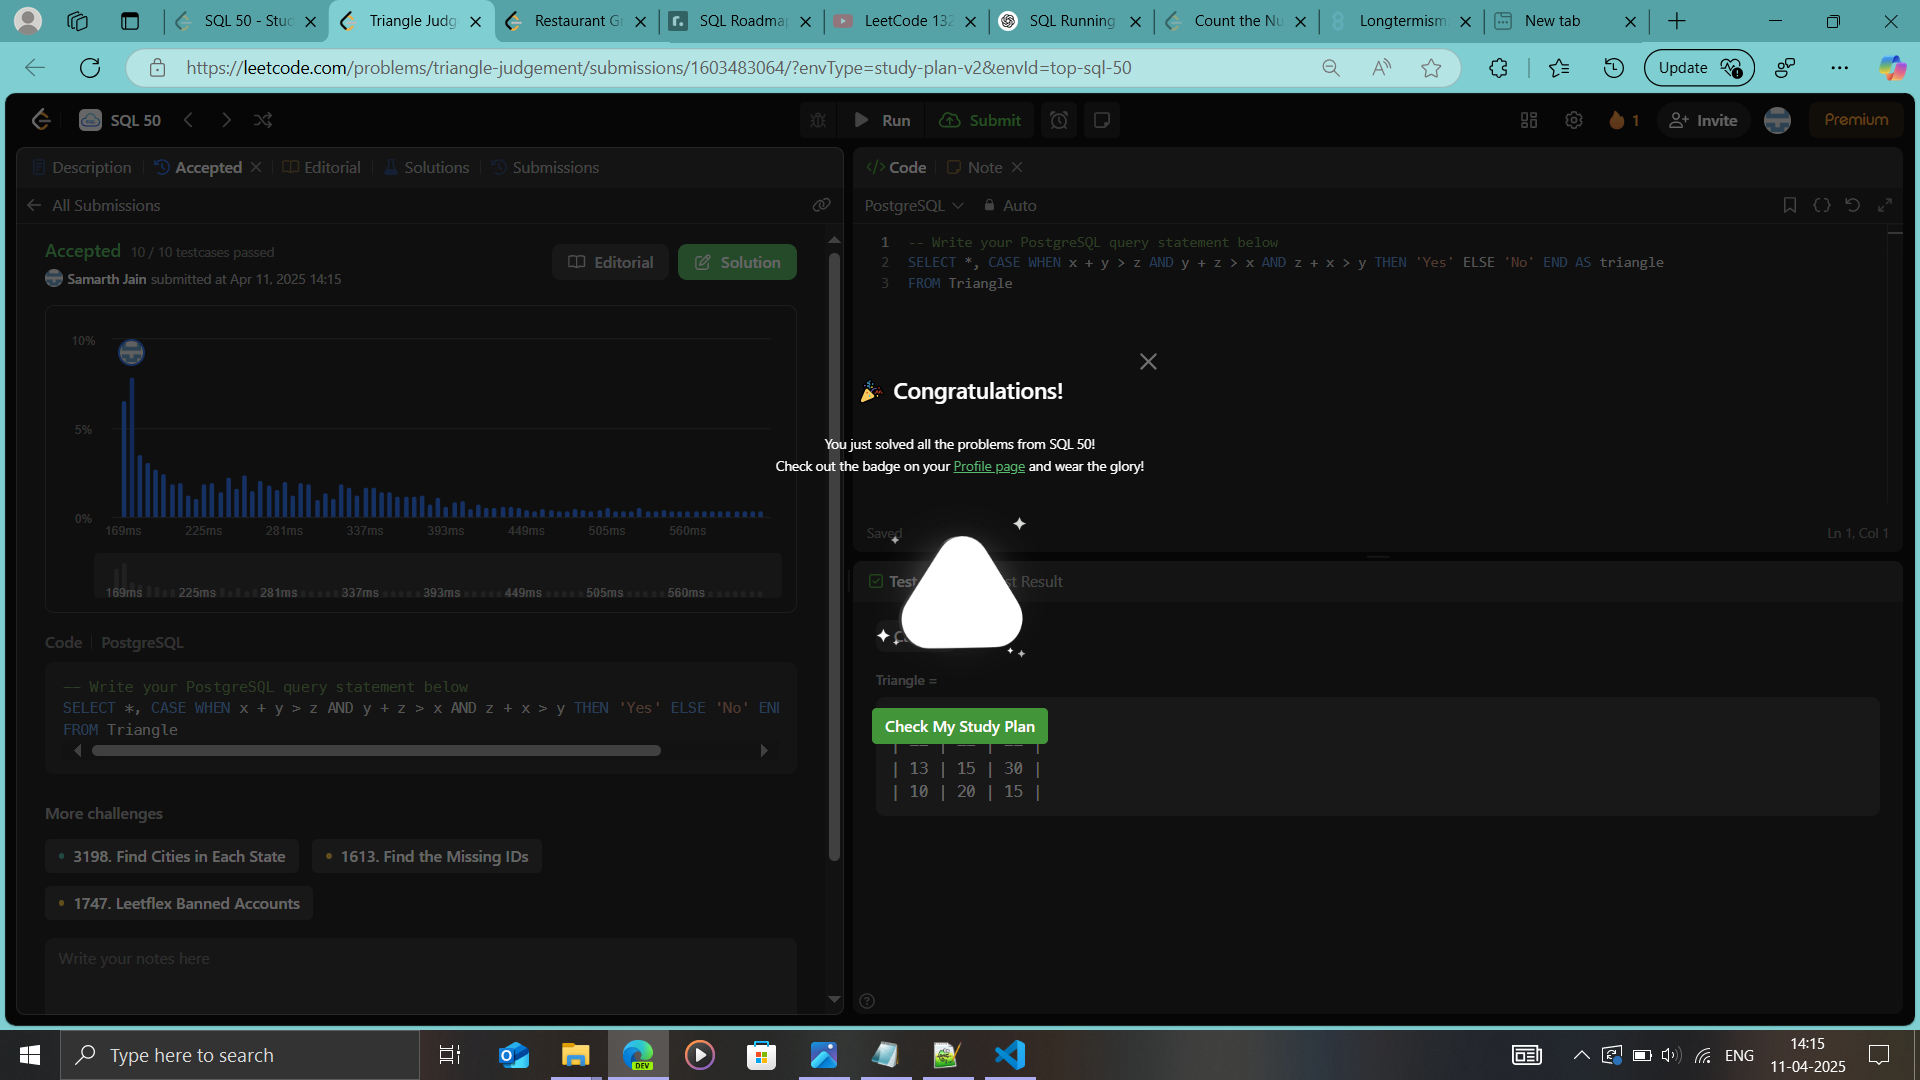 SQL 50 - Stud
Triangle Judg
Restaurant Gr
SQL Roadmap
LeetCode 132
SQL Running
Count the Nu
Longtermism
New tab
https://leetcode.com/problems/triangle-judgement/submissions/1603483064/?envType=study-plan-v2&envId=top-sql-50
Update
SQL 50
Run
Submit
1
Invite
Premium
Description
Accepted
Editorial
Solutions
Submissions
All Submissions
Accepted 10 / 10 testcases passed
Samarth Jain submitted at Apr 11, 2025 14:15
Editorial
Solution
10%
5%
0%
169ms 225ms 281ms 337ms 393ms 449ms 505ms 560ms
169ms 225ms 281ms 337ms 393ms 449ms 505ms 560ms
Code | PostgreSQL
-- Write your PostgreSQL query statement below
SELECT *, CASE WHEN x + y > z AND y + z > x AND z + x > y THEN 'Yes' ELSE 'No' END
FROM Triangle
More challenges
3198. Find Cities in Each State
1613. Find the Missing IDs
1747. Leetflex Banned Accounts
Write your notes here
</> Code
Note
PostgreSQL
Auto
1 -- Write your PostgreSQL query statement below
2 SELECT *, CASE WHEN x + y > z AND y + z > x AND z + x > y THEN 'Yes' ELSE 'No' END AS triangle
3 FROM Triangle
Congratulations!
You just solved all the problems from SQL 50!
Check out the badge on your Profile page and wear the glory!
Saved
Ln 1, Col 1
Test
Result
Triangle =
Check My Study Plan
| 13 | 15 | 30 |
| 10 | 20 | 15 |
Type here to search
DEV
ENG
14:15
11-04-2025